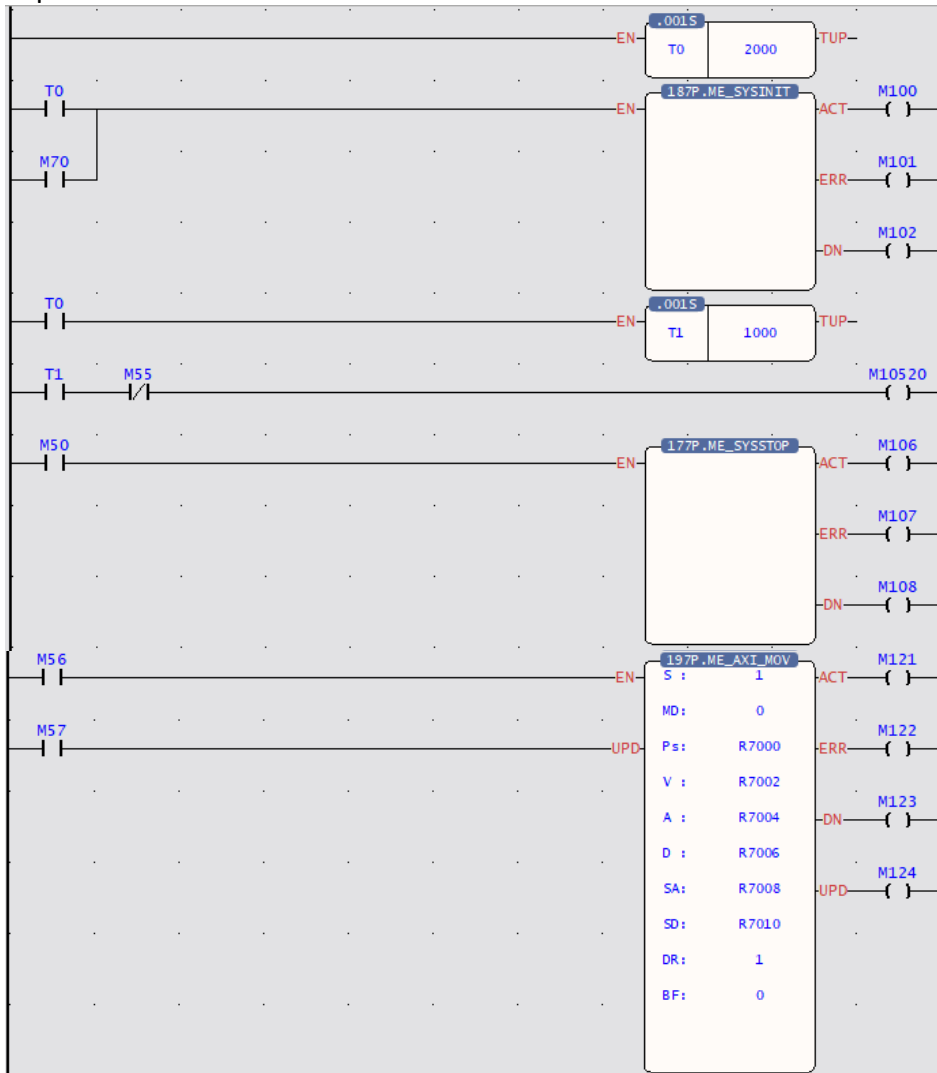 .001S
EN T0 2000 TUP
T0 187P.ME_SYSINIT M100
EN ACT
M70 M101
ERR
M102
DN
T0 .001S
EN T1 1000 TUP
T1 M55 M10520
M50 177P.ME_SYSSTOP M106
EN ACT
M107
ERR
M108
DN
M56 197P.ME_AXI_MOV M121
EN S : 1 ACT
MD: 0
M57 M122
UPD Ps: R7000 ERR
V : R7002
M123
A : R7004 DN
D : R7006
M124
SA: R7008 UPD
SD: R7010
DR: 1
BF: 0